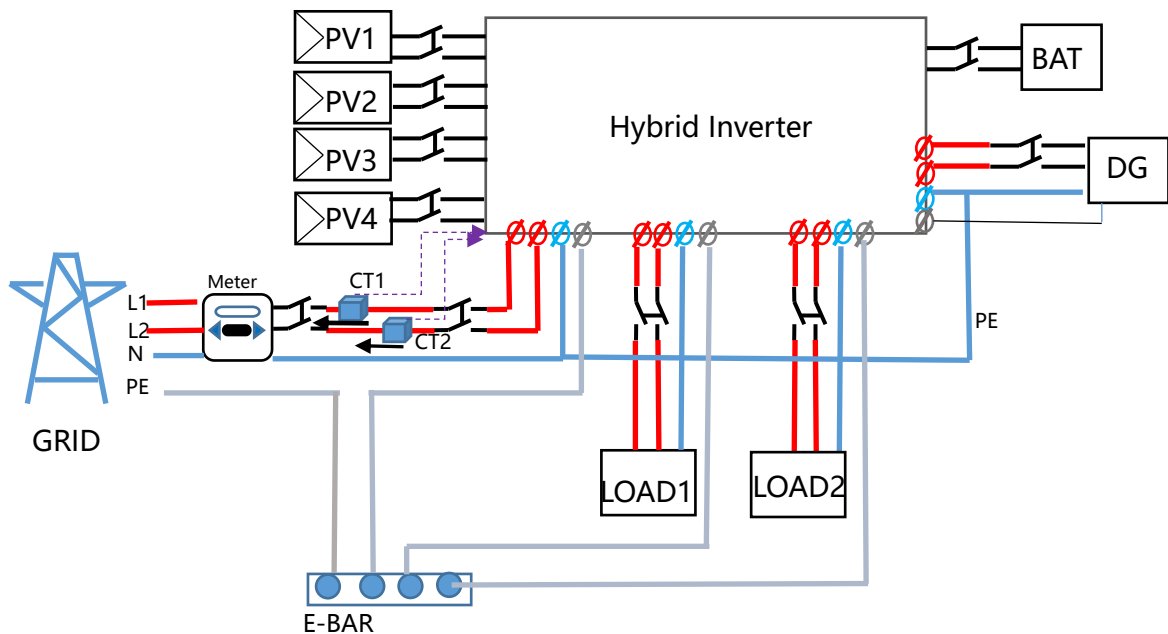 PV1
PV2
PV3
PV4
Hybrid Inverter
BAT
DG
Meter
CT1
CT2
L1
L2
N
PE
PE
GRID
LOAD1
LOAD2
E-BAR